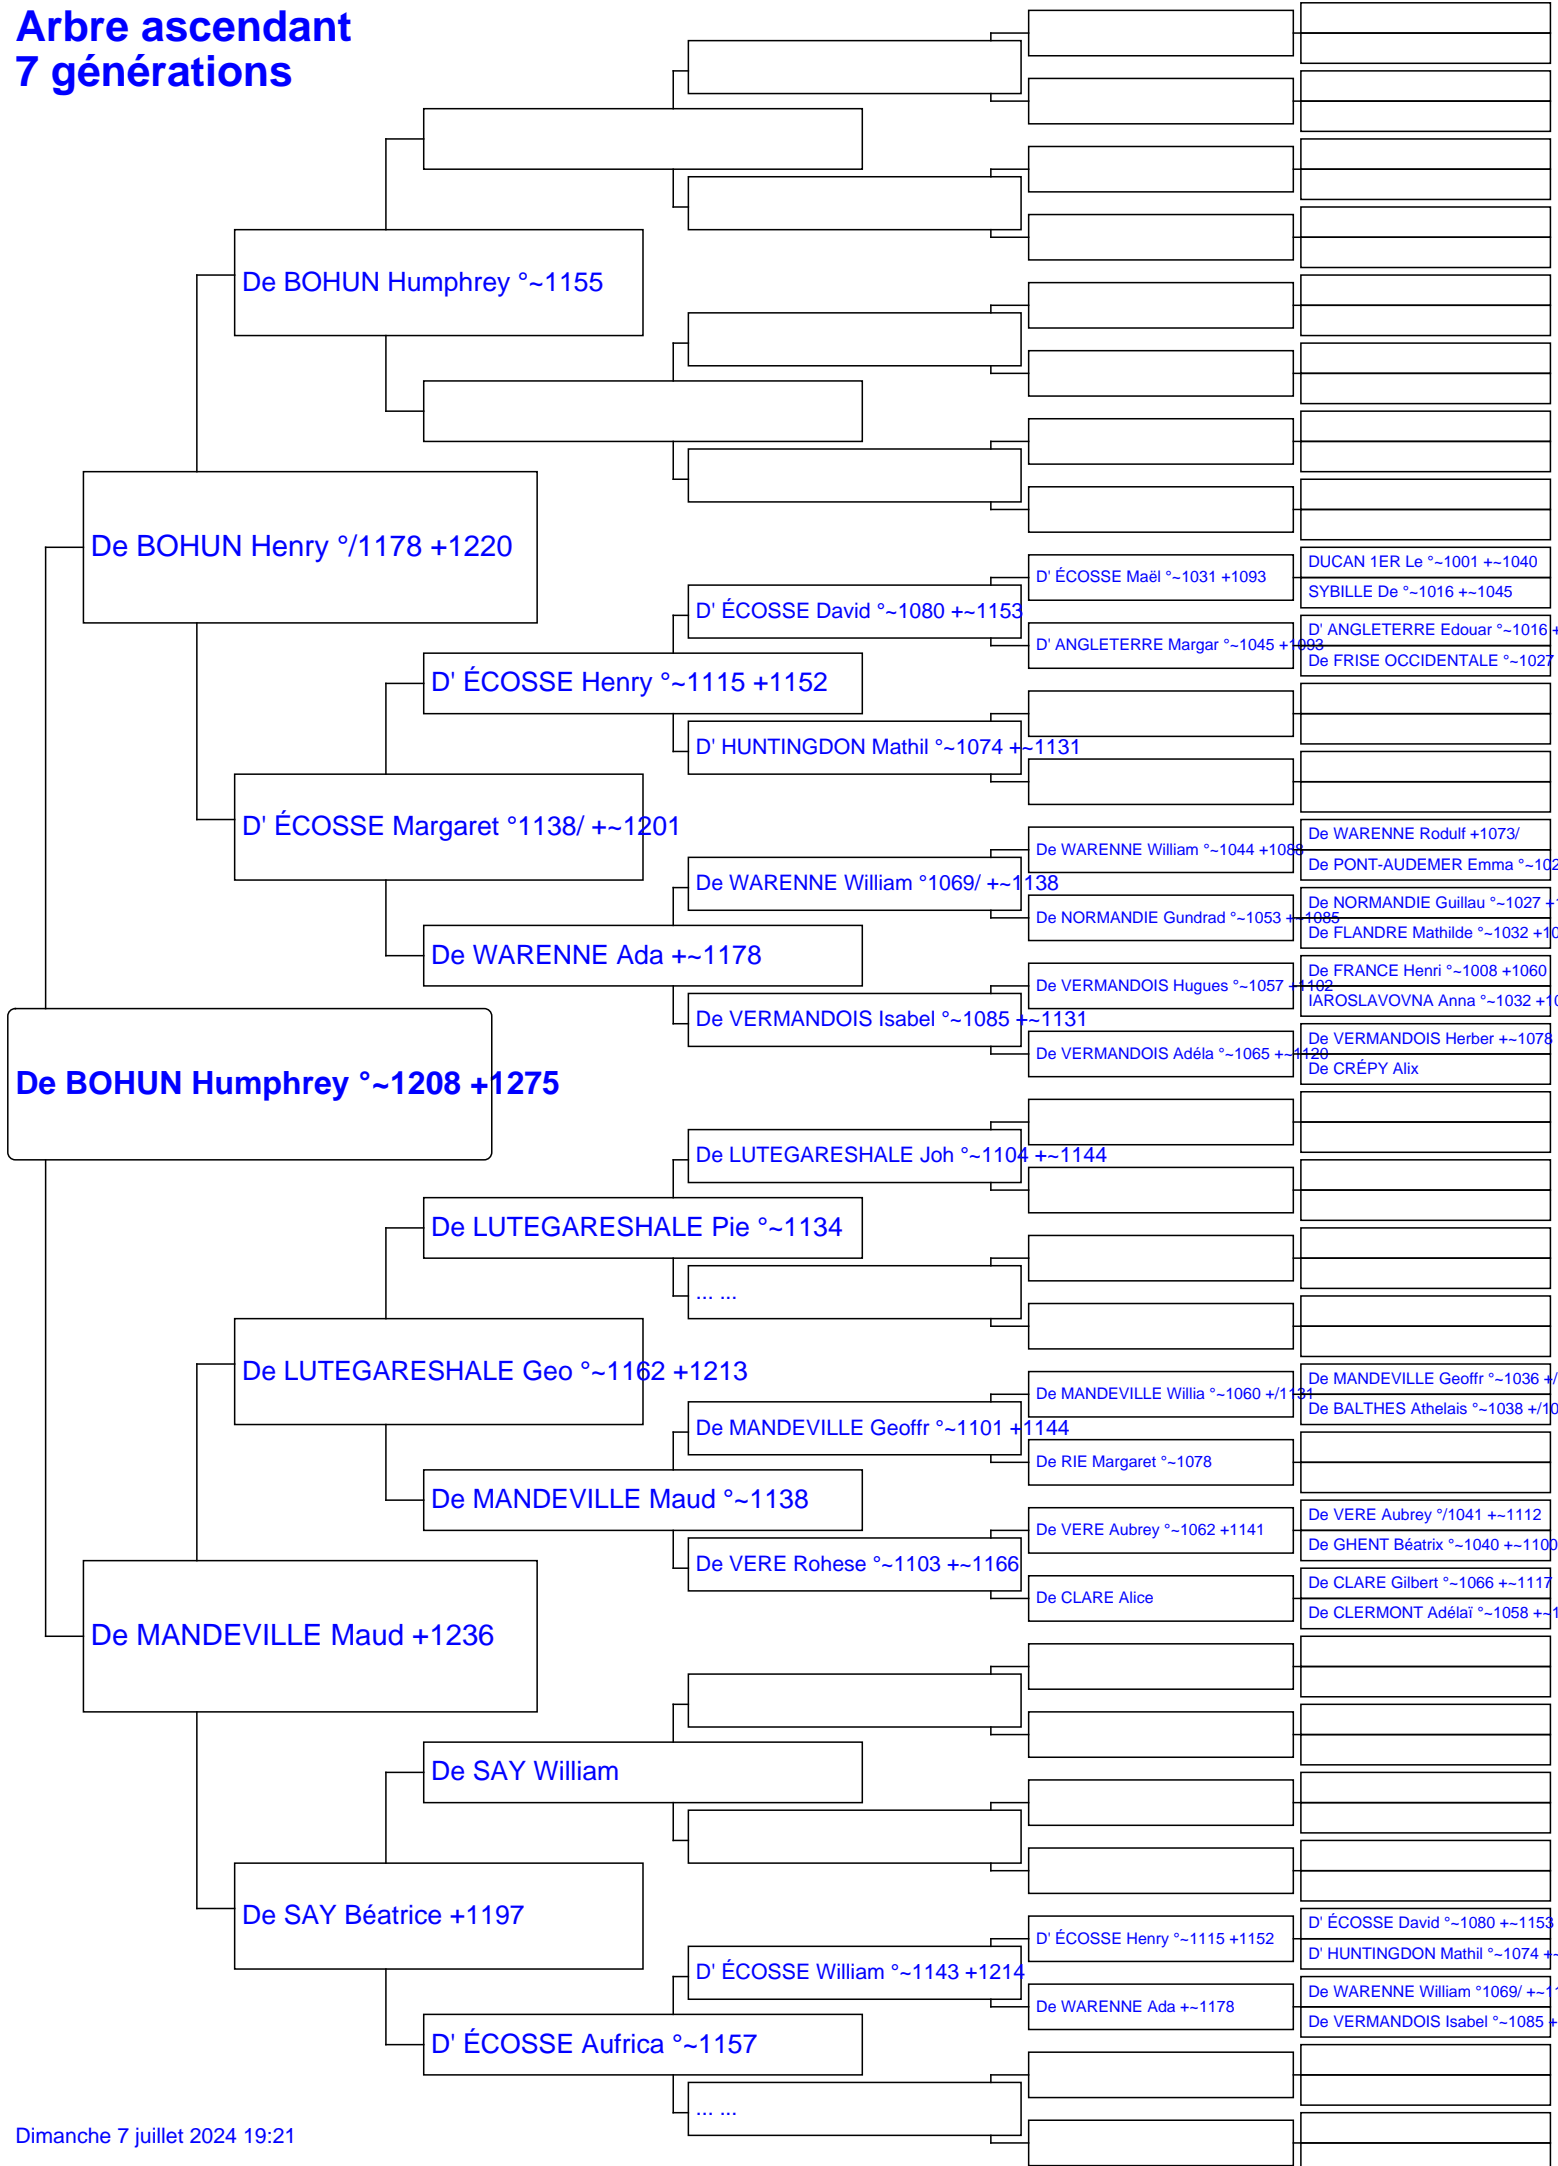 Arbre ascendant
7 générations
De BOHUN Humphrey °~1155
De BOHUN Henry °/1178 +1220
DUCAN 1ER Le °~1001 +~1040
D' ÉCOSSE Maël °~1031 +1093
SYBILLE De °~1016 +~1045
D' ÉCOSSE David °~1080 +~1153
D' ANGLETERRE Edouar °~1016 +
D' ANGLETERRE Margar °~1045 +1093
De FRISE OCCIDENTALE °~1027
D' ÉCOSSE Henry °~1115 +1152
D' HUNTINGDON Mathil °~1074 +~1131
D' ÉCOSSE Margaret °1138/ +~1201
De WARENNE Rodulf +1073/
De WARENNE William °~1044 +1088
De PONT-AUDEMER Emma °~102
De WARENNE William °1069/ +~1138
De NORMANDIE Guillau °~1027 +1
De NORMANDIE Gundrad °~1053 +~1085
De FLANDRE Mathilde °~1032 +10
De WARENNE Ada +~1178
De FRANCE Henri °~1008 +1060
De VERMANDOIS Hugues °~1057 +1102
IAROSLAVOVNA Anna °~1032 +10
De VERMANDOIS Isabel °~1085 +~1131
De VERMANDOIS Herber +~1078
De VERMANDOIS Adéla °~1065 +~1120
De CRÉPY Alix
De BOHUN Humphrey °~1208 +1275
De LUTEGARESHALE Joh °~1104 +~1144
De LUTEGARESHALE Pie °~1134
... ...
De LUTEGARESHALE Geo °~1162 +1213
De MANDEVILLE Geoffr °~1036 +/
De MANDEVILLE Willia °~1060 +/1131
De BALTHES Athelais °~1038 +/10
De MANDEVILLE Geoffr °~1101 +1144
De RIE Margaret °~1078
De MANDEVILLE Maud °~1138
De VERE Aubrey °/1041 +~1112
De VERE Aubrey °~1062 +1141
De GHENT Béatrix °~1040 +~1100
De VERE Rohese °~1103 +~1166
De CLARE Gilbert °~1066 +~1117
De CLARE Alice
De CLERMONT Adélaï °~1058 +~1
De MANDEVILLE Maud +1236
De SAY William
De SAY Béatrice +1197
D' ÉCOSSE David °~1080 +~1153
D' ÉCOSSE Henry °~1115 +1152
D' HUNTINGDON Mathil °~1074 +~
D' ÉCOSSE William °~1143 +1214
De WARENNE William °1069/ +~11
De WARENNE Ada +~1178
De VERMANDOIS Isabel °~1085 +
D' ÉCOSSE Aufrica °~1157
... ...
Dimanche 7 juillet 2024 19:21